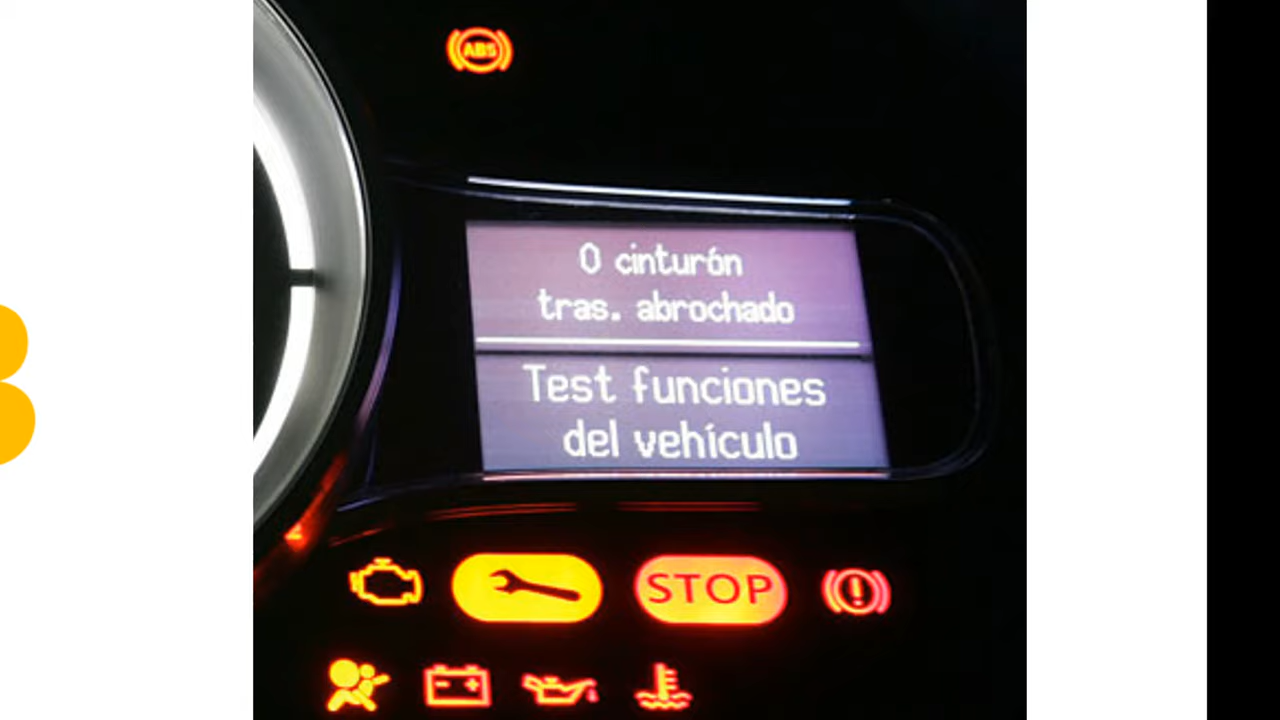 ABS
0 cinturón
tras. abrochado
Test funciones
del vehículo
STOP